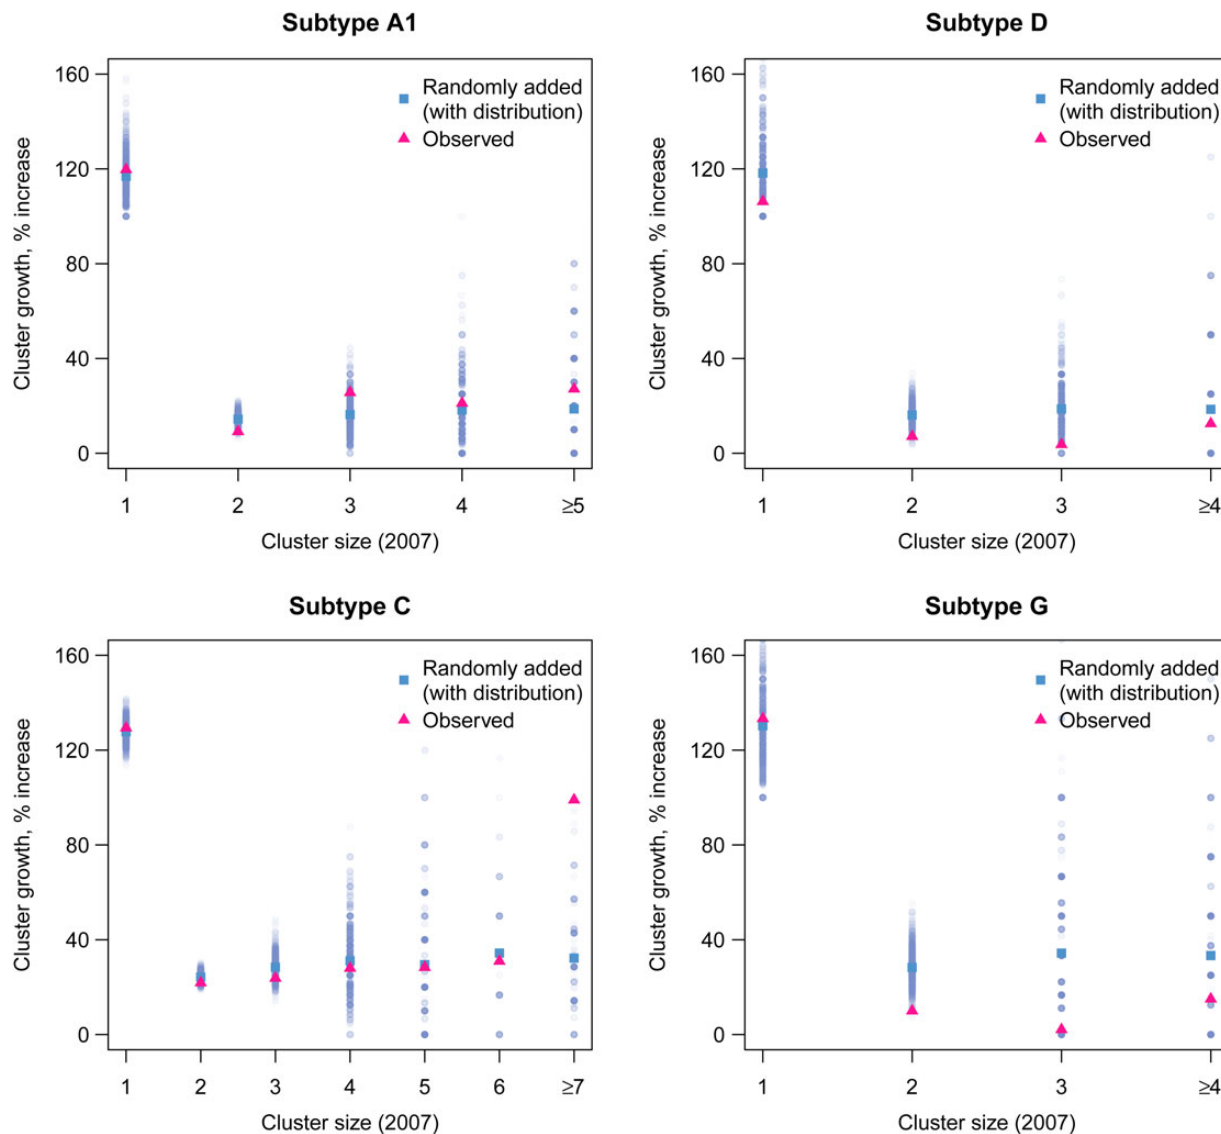 Subtype A1
160
120
80
40
0
Cluster growth, % increase
Randomly added
(with distribution)
Observed
1 2 3 4 ≥5
Cluster size (2007)
Subtype D
160
120
80
40
0
Cluster growth, % increase
Randomly added
(with distribution)
Observed
1 2 3 ≥4
Cluster size (2007)
Subtype C
160
120
80
40
0
Cluster growth, % increase
Randomly added
(with distribution)
Observed
1 2 3 4 5 6 ≥7
Cluster size (2007)
Subtype G
160
120
80
40
0
Cluster growth, % increase
Randomly added
(with distribution)
Observed
1 2 3 ≥4
Cluster size (2007)